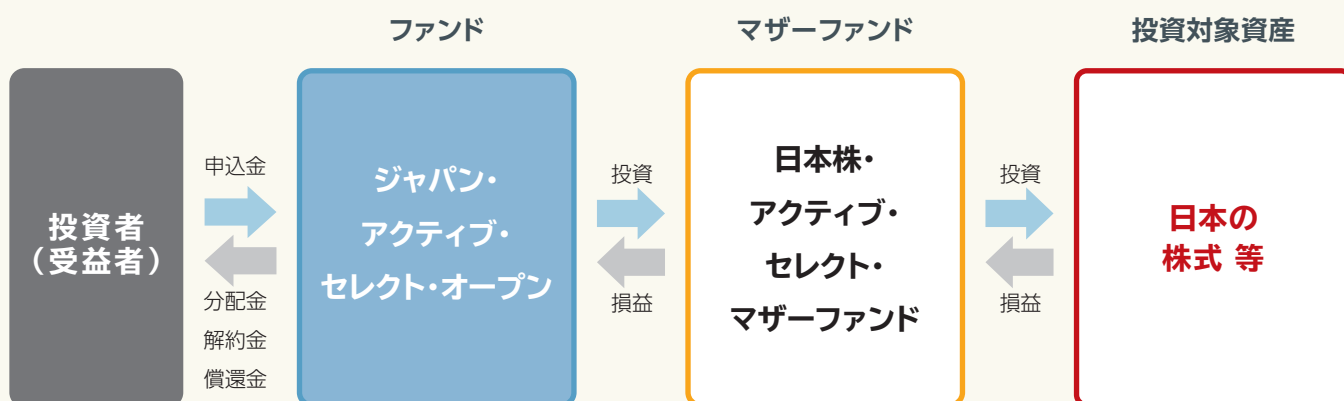 ファンド
マザーファンド
投資対象資産
投資者
（受益者）
申込金
分配金
解約金
償還金
ジャパン・
アクティブ・
セレクト・オープン
投資
損益
日本株・
アクティブ・
セレクト・
マザーファンド
投資
損益
日本の
株式 等